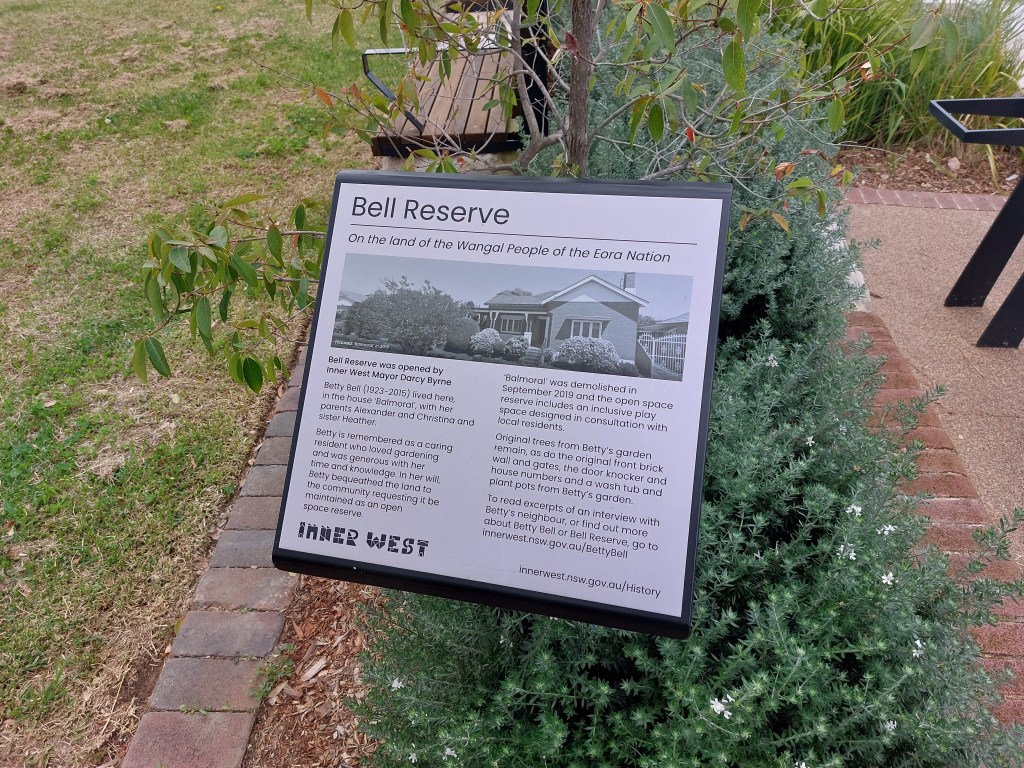 Bell Reserve
On the land of the Wangal People of the Eora Nation
'Balmoral' in 2019
Bell Reserve was opened by
Inner West Mayor Darcy Byrne
Betty Bell (1923-2015) lived here,
in the house 'Balmoral', with her
parents Alexander and Christina and
sister Heather.
Betty is remembered as a caring
resident who loved gardening
and was generous with her
time and knowledge. In her will,
Betty bequeathed the land to
the community requesting it be
maintained as an open
space reserve.
INNER WEST
'Balmoral' was demolished in
September 2019 and the open space
reserve includes an inclusive play
space designed in consultation with
local residents.
Original trees from Betty's garden
remain, as do the original front brick
wall and gates, the door knocker and
house numbers and a wash tub and
plant pots from Betty's garden.
To read excerpts of an interview with
Betty's neighbour, or find out more
about Betty Bell or Bell Reserve, go to
innerwest.nsw.gov.au/BettyBell
innerwest.nsw.gov.au/History